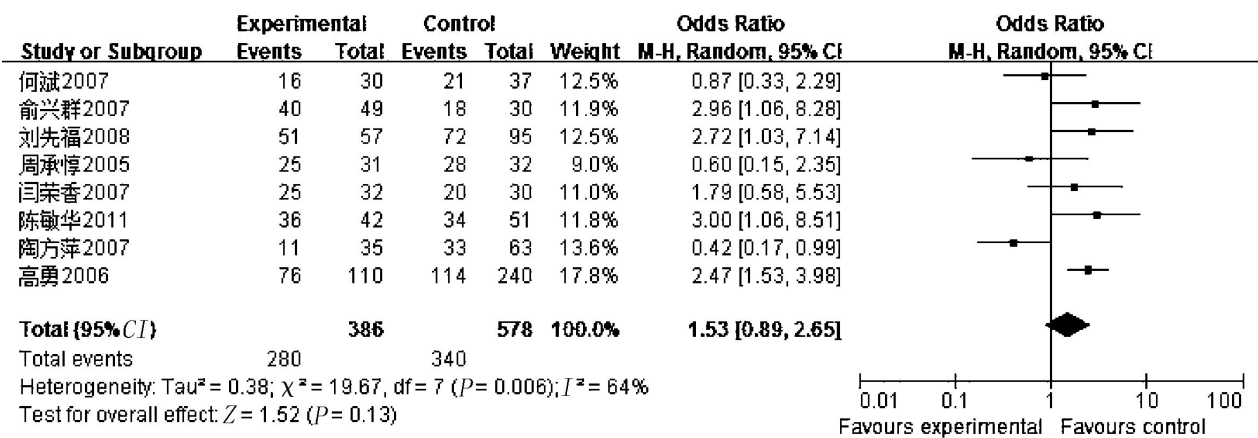 Experimental Control Odds Ratio Odds Ratio
Study or Subgroup Events Total Events Total Weight M-H, Random, 95% CI M-H, Random, 95% CI
何斌2007 16 30 21 37 12.5% 0.87 [0.33, 2.29]
俞兴群2007 40 49 18 30 11.9% 2.96 [1.06, 8.28]
刘先福2008 51 57 72 95 12.5% 2.72 [1.03, 7.14]
周承惇2005 25 31 28 32 9.0% 0.60 [0.15, 2.35]
闫荣香2007 25 32 20 30 11.0% 1.79 [0.58, 5.53]
陈敏华2011 36 42 34 51 11.8% 3.00 [1.06, 8.51]
陶方萍2007 11 35 33 63 13.6% 0.42 [0.17, 0.99]
高勇2006 76 110 114 240 17.8% 2.47 [1.53, 3.98]
Total (95% CI) 386 578 100.0% 1.53 [0.89, 2.65]
Total events 280 340
Heterogeneity: Tau² = 0.38; χ² = 19.67, df = 7 (P = 0.006); I² = 64%
Test for overall effect: Z = 1.52 (P = 0.13)
0.01 0.1 1 10 100
Favours experimental Favours control